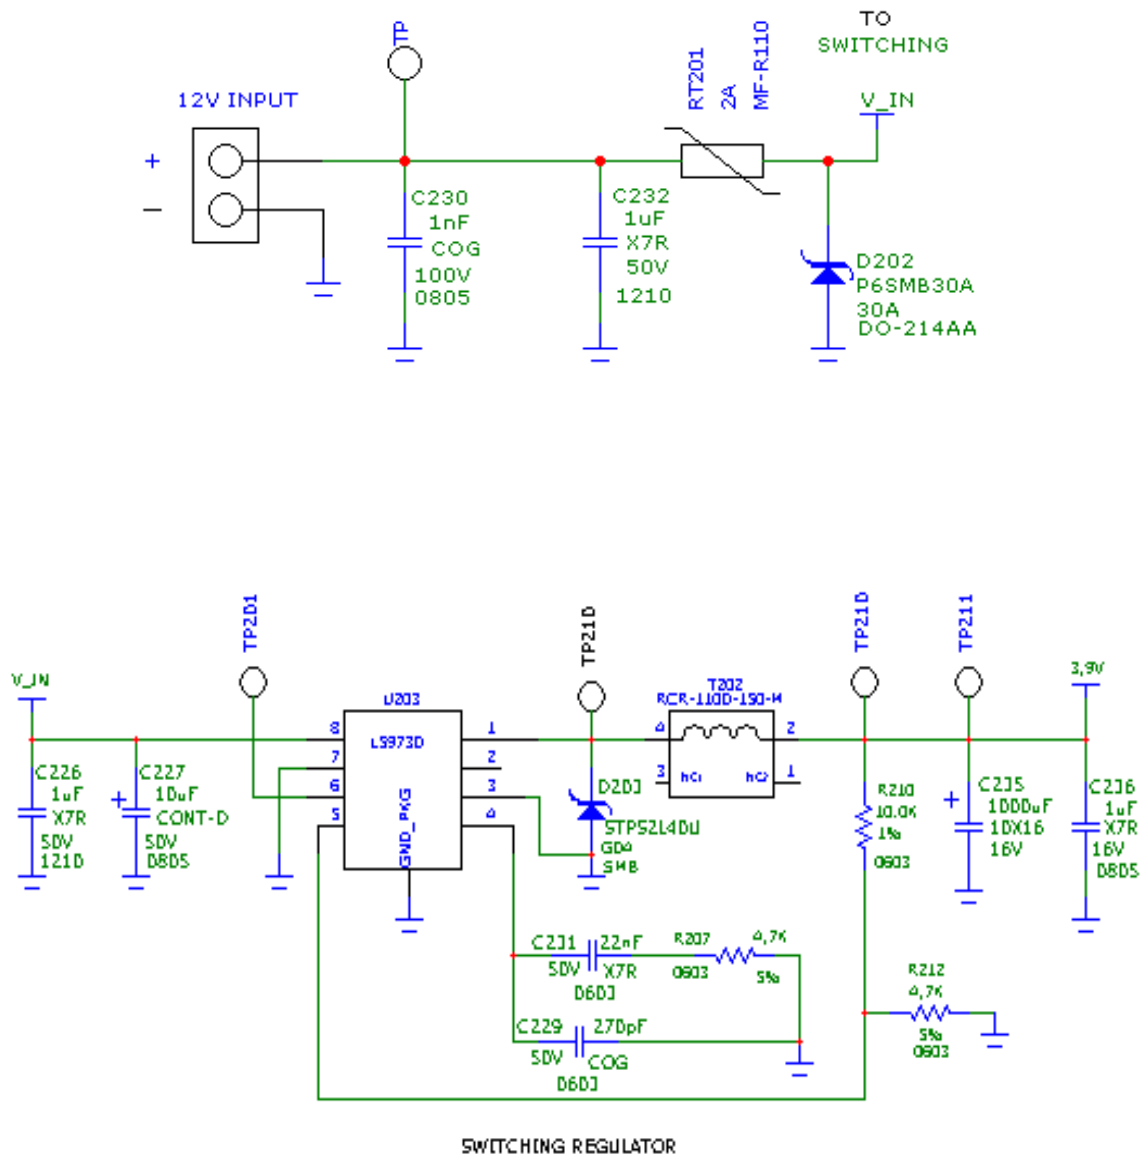 TO
SWITCHING
TP
RT201
2A
MF-R110
12V INPUT
V_IN
+
−
C230
1nF
COG
100V
0805
C232
1uF
X7R
50V
1210
D202
P6SMB30A
30A
DO-214AA
TP201
TP210
TP210
TP211
V_IN
U203
T202
RCR-110D-150-M
3,9V
8
7
6
5
L5973D
GND_PKG
1
2
3
4
4
2
3
NC1
NC2
1
C226
1uF
X7R
50V
1210
+
C227
10uF
CONT-D
50V
0805
D203
STPS2L40U
G04
SMB
R210
10.0K
1%
0603
+
C235
1000uF
10X16
16V
C236
1uF
X7R
16V
0805
C231
22nF
50V
X7R
0603
R207
4,7K
0603
5%
C229
270pF
50V
COG
0603
R212
4,7K
5%
0603
SWITCHING REGULATOR